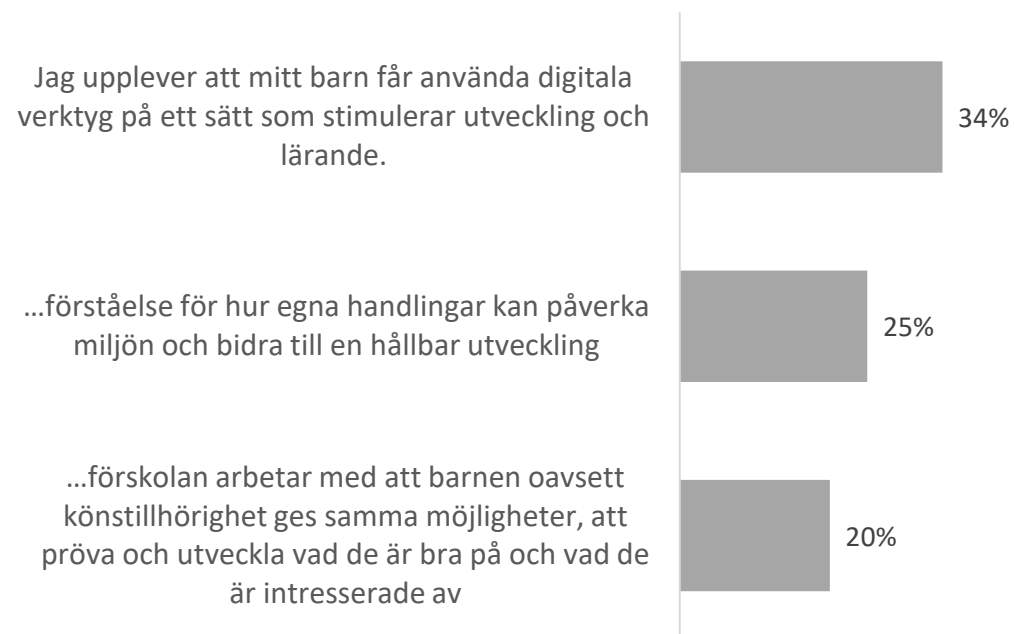 Jag upplever att mitt barn får använda digitala
verktyg på ett sätt som stimulerar utveckling och
lärande.
34%
…förståelse för hur egna handlingar kan påverka
miljön och bidra till en hållbar utveckling
25%
…förskolan arbetar med att barnen oavsett
könstillhörighet ges samma möjligheter, att
pröva och utveckla vad de är bra på och vad de
är intresserade av
20%